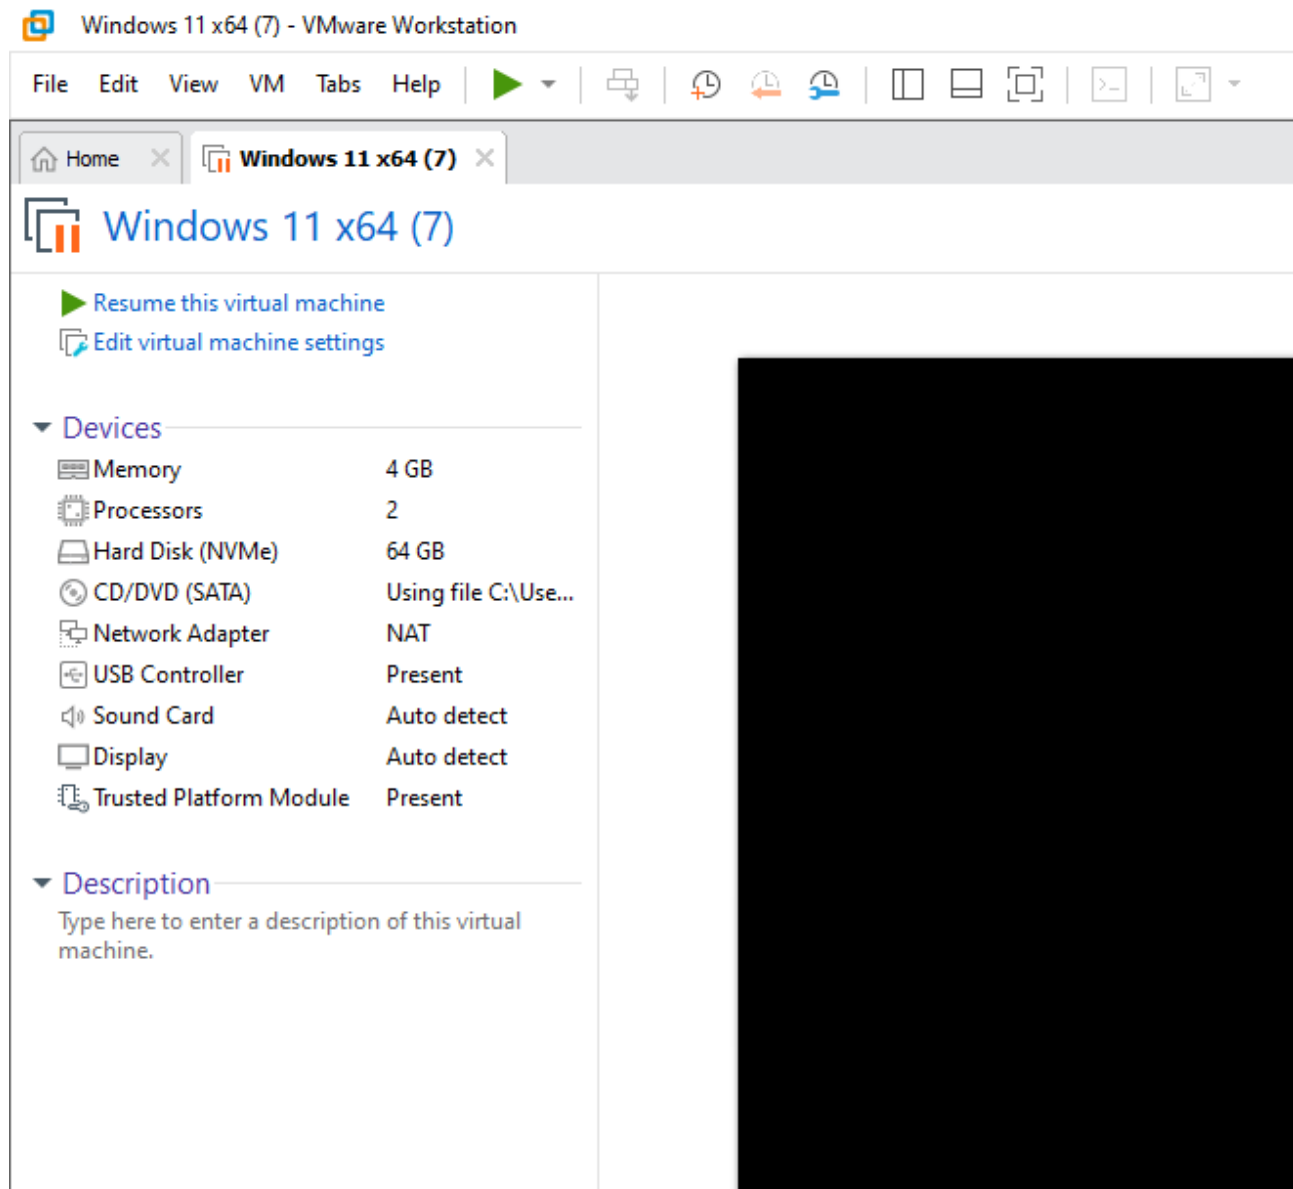 Windows 11 x64 (7) - VMware Workstation
File Edit View VM Tabs Help
Home Windows 11 x64 (7)
Windows 11 x64 (7)
Resume this virtual machine
Edit virtual machine settings
Devices
Memory 4 GB
Processors 2
Hard Disk (NVMe) 64 GB
CD/DVD (SATA) Using file C:\Use...
Network Adapter NAT
USB Controller Present
Sound Card Auto detect
Display Auto detect
Trusted Platform Module Present
Description
Type here to enter a description of this virtual
machine.